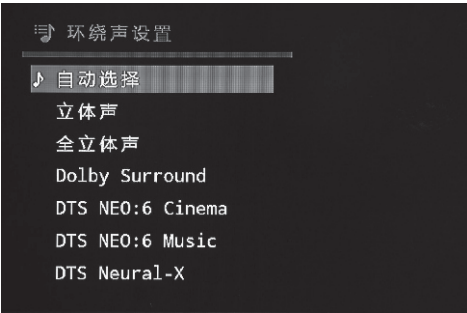 环绕声设置
自动选择
立体声
全立体声
Dolby Surround
DTS NEO:6 Cinema
DTS NEO:6 Music
DTS Neural-X